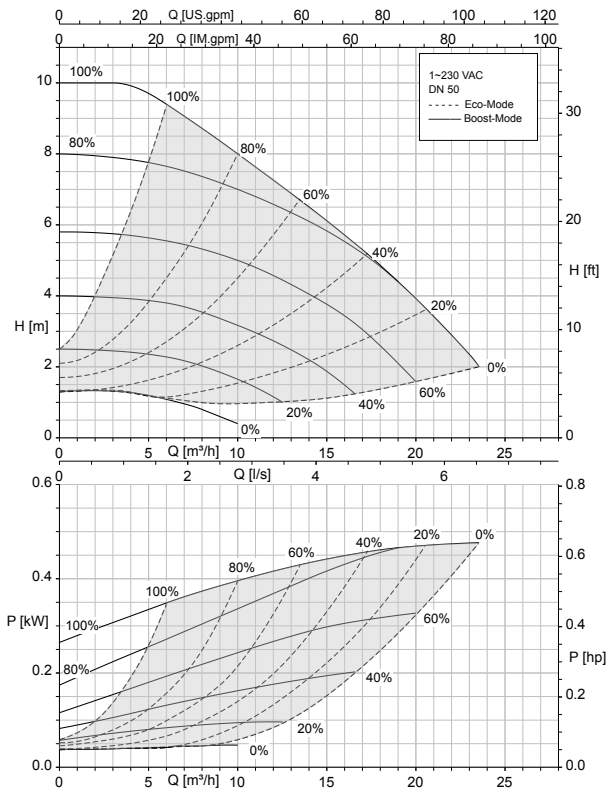 Q [US.gpm]
0 20 40 60 80 100 120
Q [IM.gpm]
0 20 40 60 80 100
1~230 VAC
DN 50
Eco-Mode
Boost-Mode
H [m]
10
8
6
4
2
0
H [ft]
30
20
10
0
100%
100%
80%
80%
60%
40%
20%
0%
60%
40%
20%
0%
0 5 10 15 20 25
Q [m³/h]
Q [l/s]
0 2 4 6
P [kW]
0.6
0.4
0.2
0.0
P [hp]
0.8
0.6
0.4
0.2
0.0
100%
80%
60%
40%
20%
0%
100%
80%
60%
40%
20%
0%
0 5 10 15 20 25
Q [m³/h]